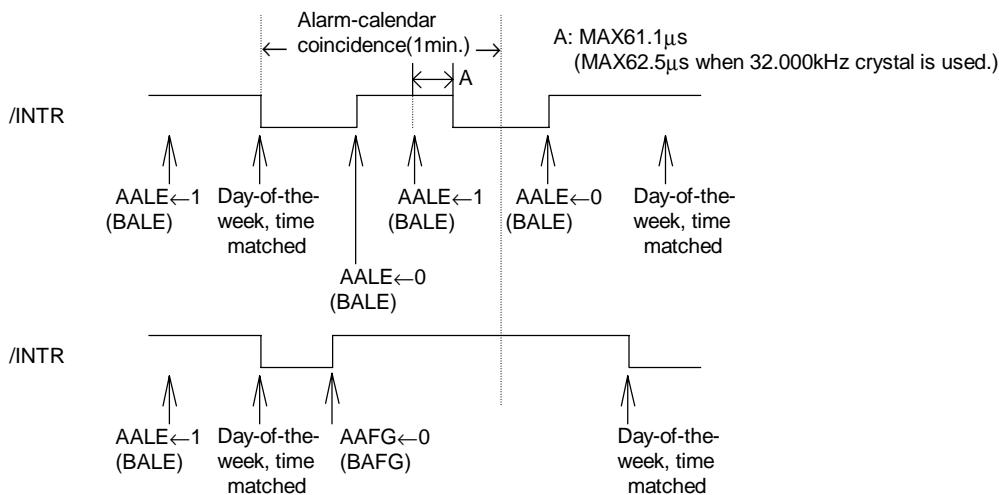 Alarm-calendar
coincidence(1min.)
A: MAX61.1μs
(MAX62.5μs when 32.000kHz crystal is used.)
A
/INTR
AALE←1
(BALE)
Day-of-the-
week, time
matched
AALE←0
(BALE)
AALE←1
(BALE)
AALE←0
(BALE)
Day-of-the-
week, time
matched
/INTR
AALE←1
(BALE)
Day-of-the-
week, time
matched
AAFG←0
(BAFG)
Day-of-the-
week, time
matched